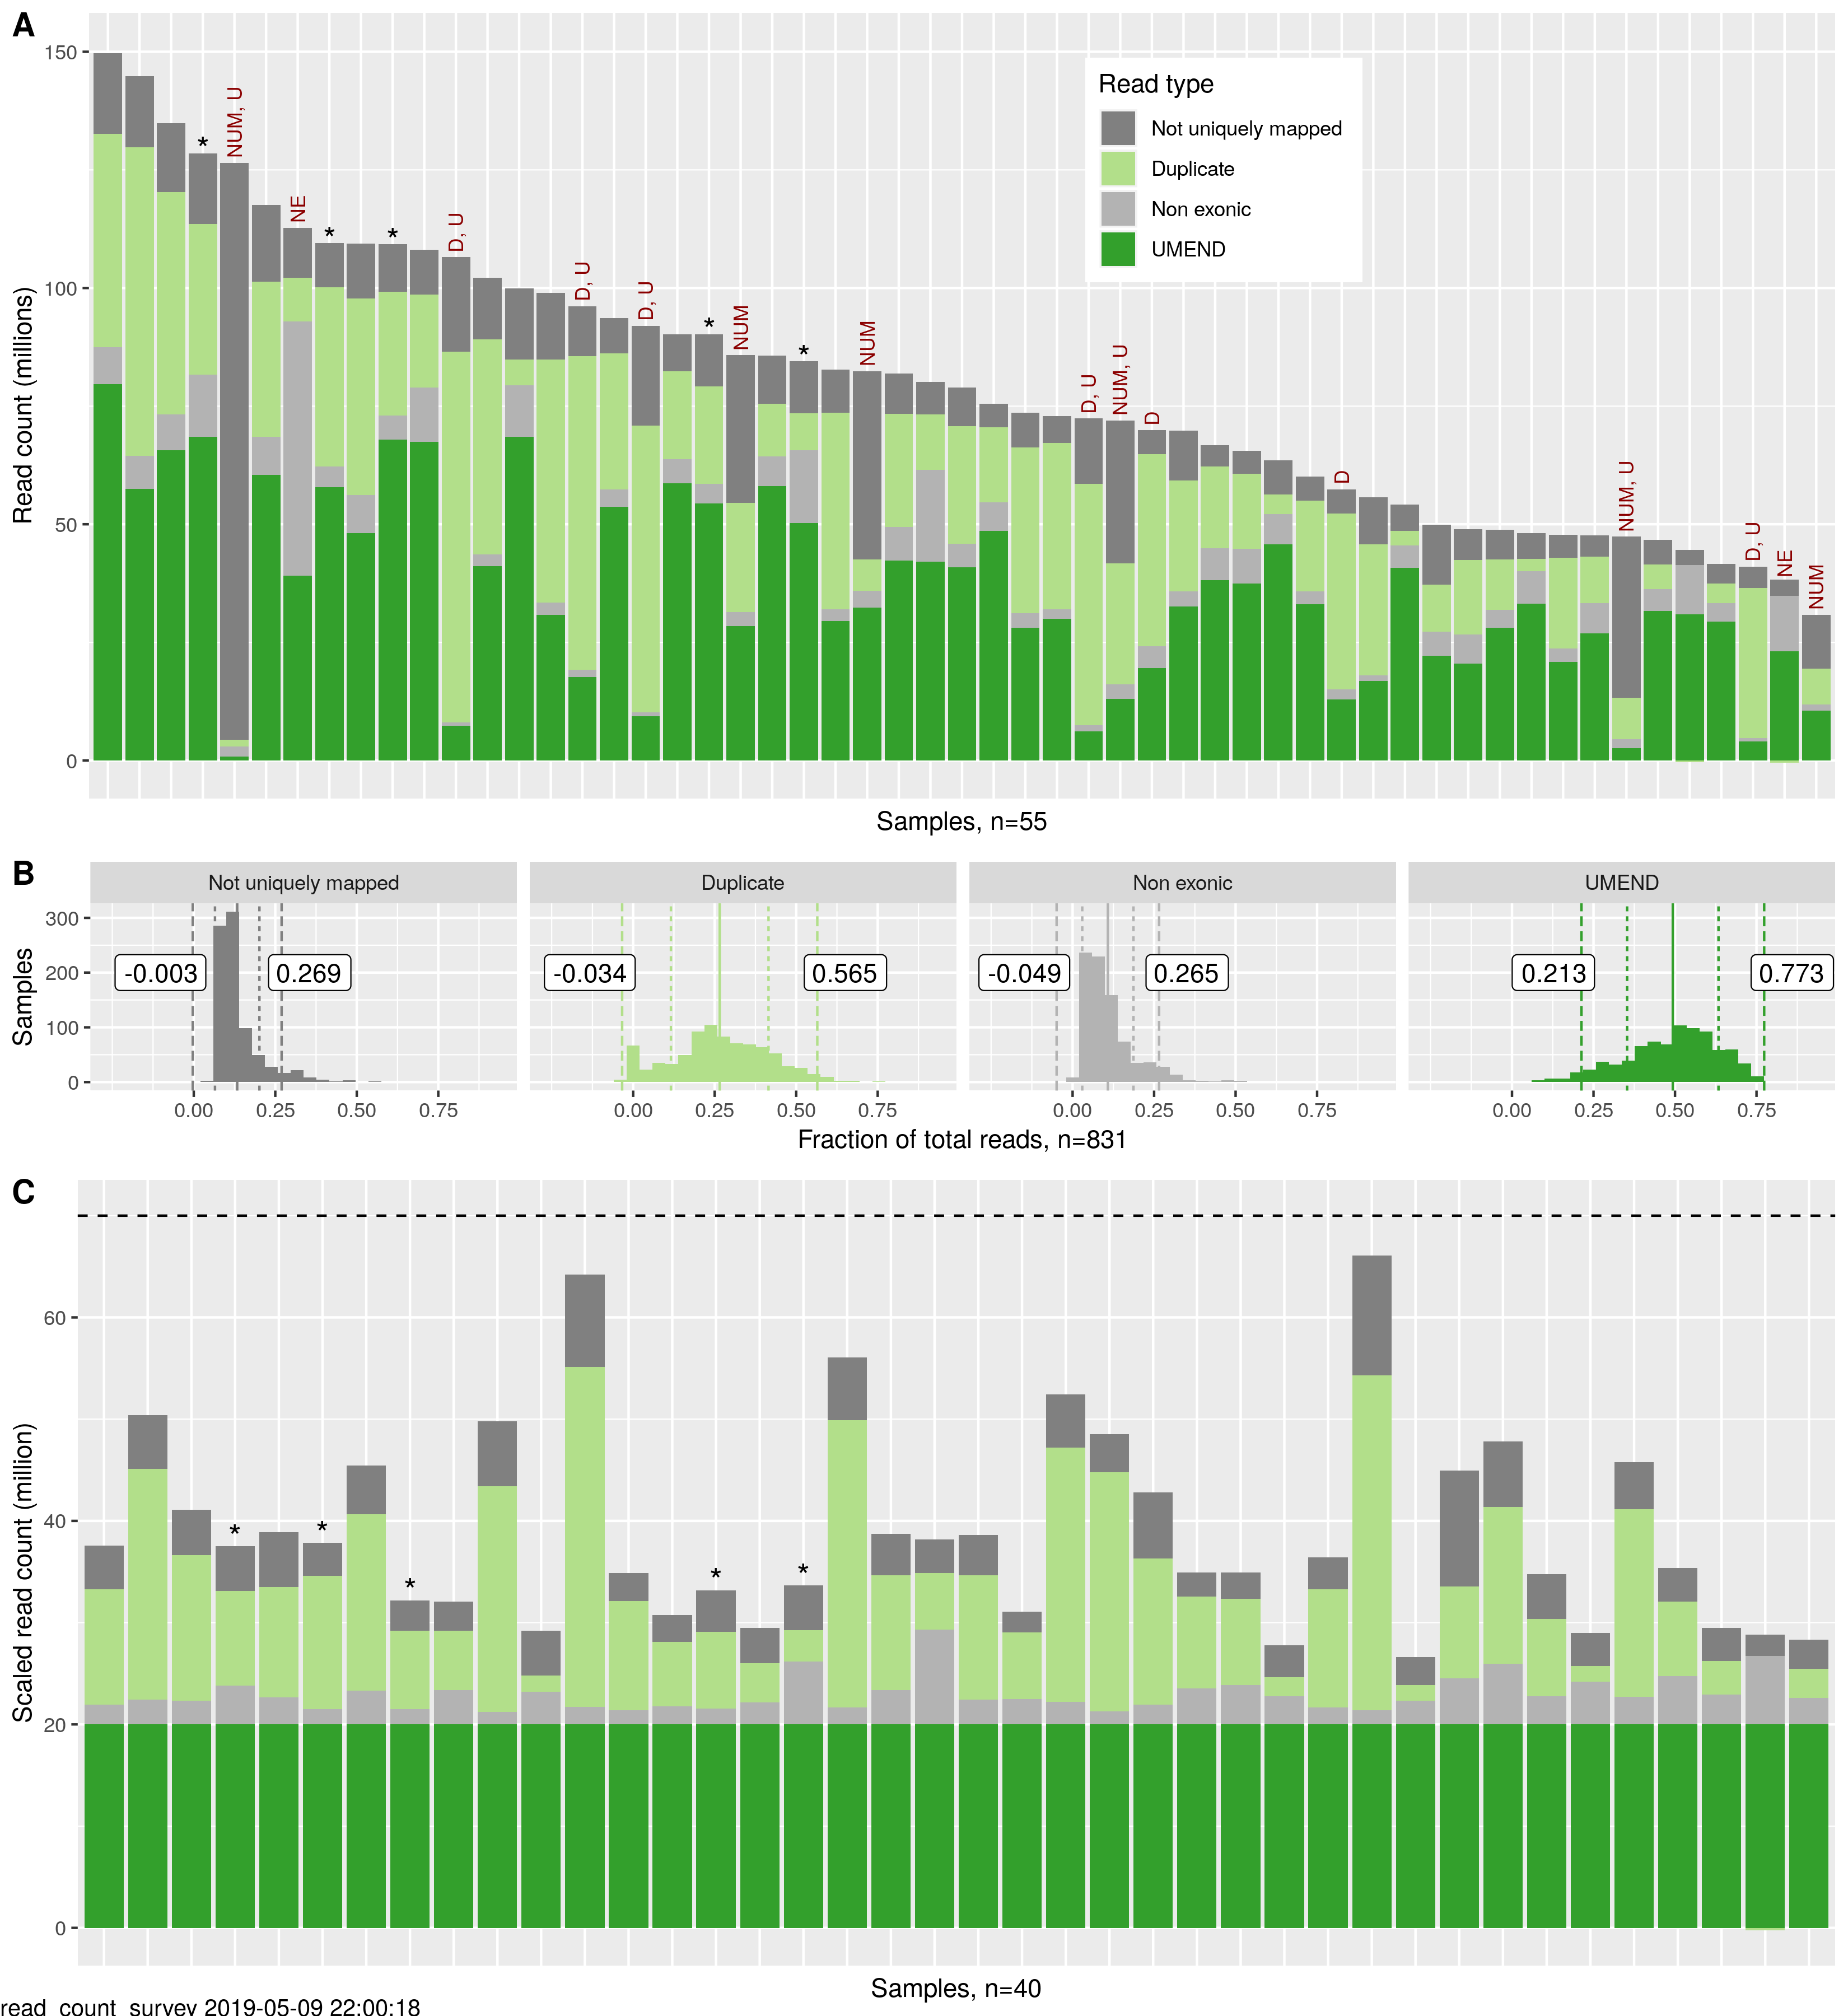 A
150
100
50
0
Read count (millions)
*
NUM, U
NE
*
*
D, U
D, U
D, U
*
NUM
*
NUM
D, U
NUM, U
D
D
NUM, U
D, U
NE
NUM
Read type
Not uniquely mapped
Duplicate
Non exonic
UMEND
Samples, n=55
B
Not uniquely mapped
Duplicate
Non exonic
UMEND
Samples
300
200
100
0
-0.003
0.269
-0.034
0.565
-0.049
0.265
0.213
0.773
0.00 0.25 0.50 0.75
0.00 0.25 0.50 0.75
0.00 0.25 0.50 0.75
0.00 0.25 0.50 0.75
Fraction of total reads, n=831
C
Scaled read count (million)
60
40
20
0
*
*
*
*
*
Samples, n=40
read_count_survey 2019-05-09 22:00:18